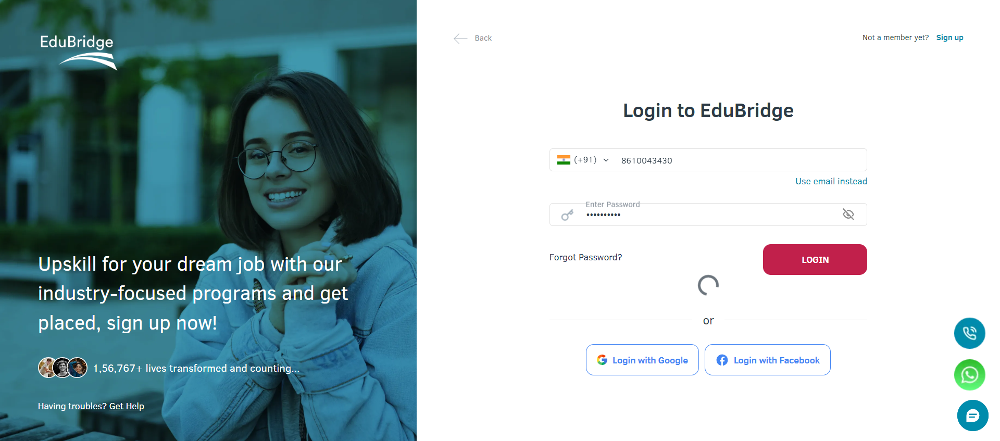 EduBridge
Upskill for your dream job with our
industry-focused programs and get
placed, sign up now!
1,56,767+ lives transformed and counting...
Having troubles? Get Help
Back
Not a member yet? Sign up
Login to EduBridge
(+91) 8610043430
Use email instead
Enter Password
••••••••••
Forgot Password?
LOGIN
or
Login with Google
Login with Facebook